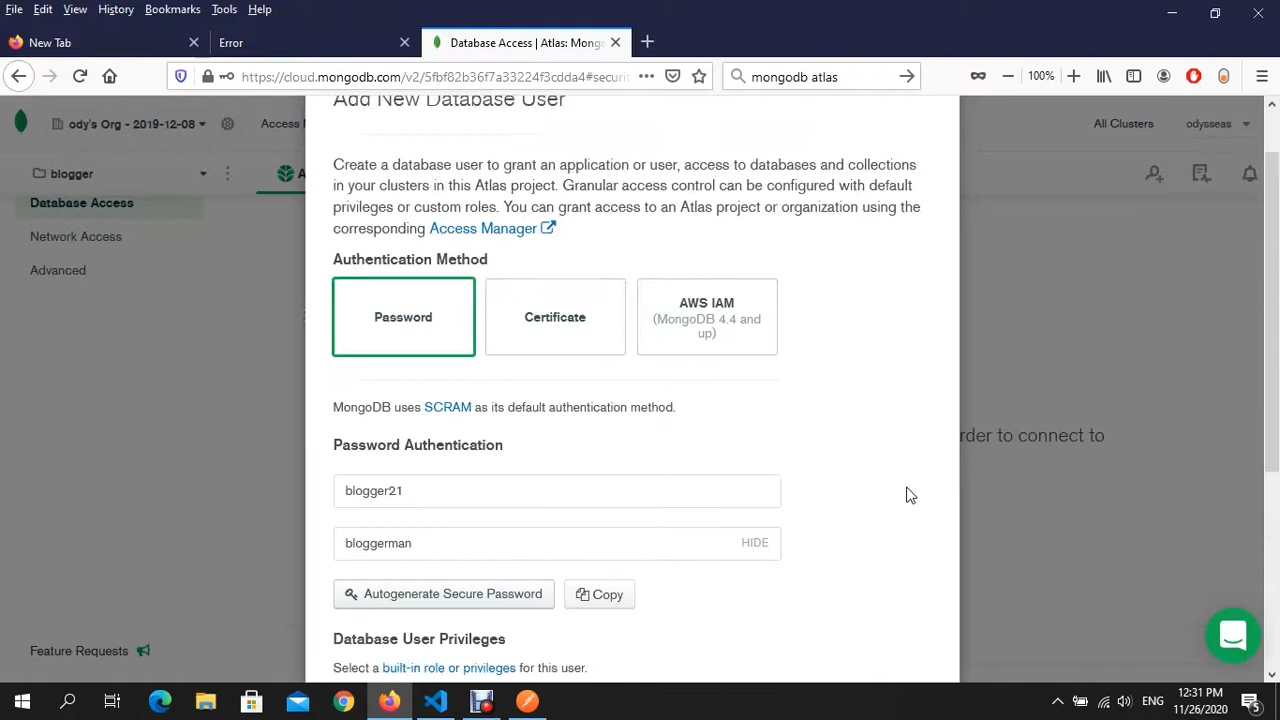 File Edit View History Bookmarks Tools Help
New Tab
Error
Database Access | Atlas: Mong
https://cloud.mongodb.com/v2/5fbf82b36f7a33224f3cdda4#securi
100%
mongodb atlas
Add New Database User
ody's Org - 2019-12-08
Access M
All Clusters
odysseas
blogger
A
Database Access
Network Access
Advanced
Create a database user to grant an application or user, access to databases and collections
in your clusters in this Atlas project. Granular access control can be configured with default
privileges or custom roles. You can grant access to an Atlas project or organization using the
corresponding Access Manager
Authentication Method
Password
Certificate
AWS IAM
(MongoDB 4.4 and
up)
MongoDB uses SCRAM as its default authentication method.
rder to connect to
Password Authentication
blogger21
bloggerman
HIDE
Autogenerate Secure Password
Copy
Database User Privileges
Select a built-in role or privileges for this user.
Feature Requests
ENG
12:31 PM
11/26/2020
5